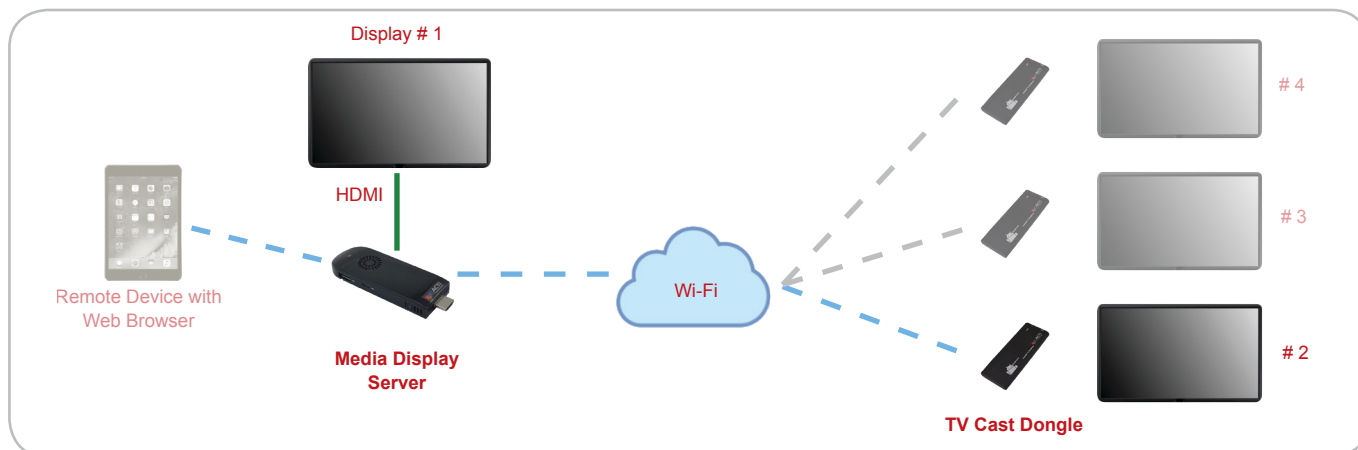 Display # 1
# 4
HDMI
# 3
Remote Device with
Web Browser
Wi-Fi
Media Display
Server
# 2
TV Cast Dongle